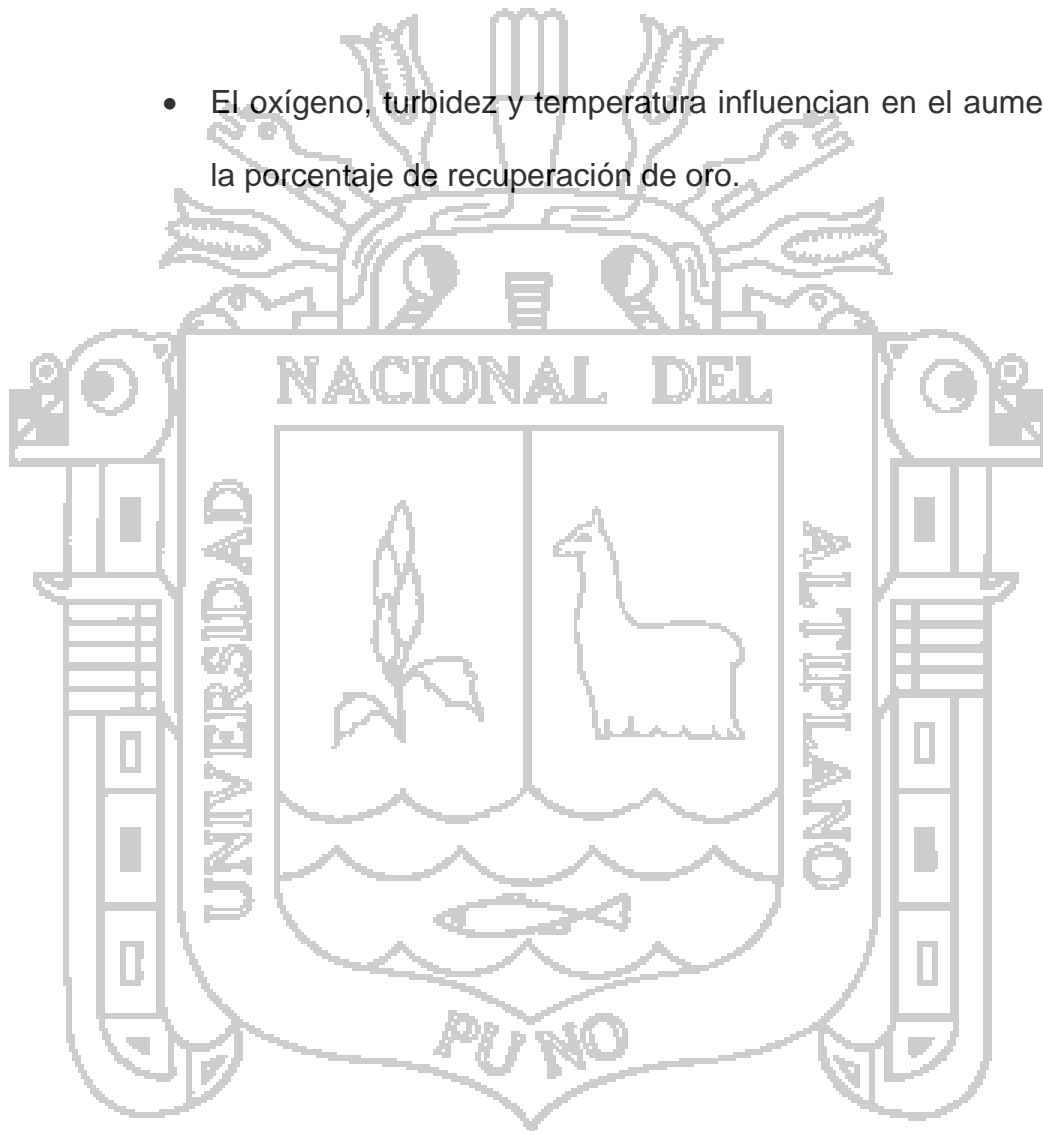 • El oxígeno, turbidez y temperatura influencian en el aume
la porcentaje de recuperación de oro.
NACIONAL DEL
UNIVERSIDAD
ALTIPLANO
PUNO